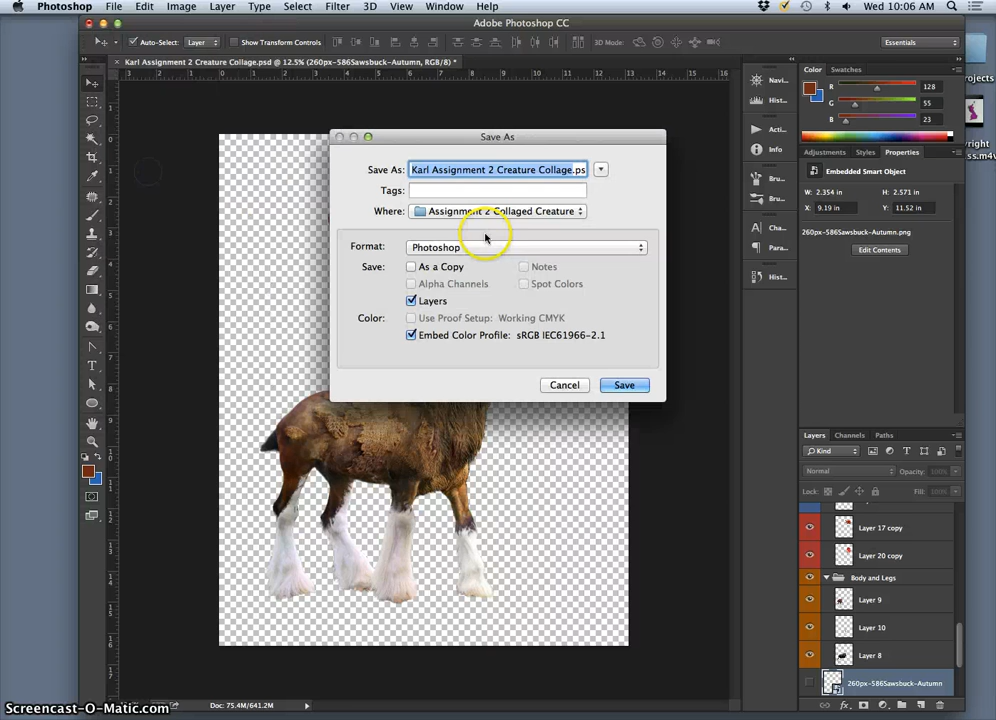 Photoshop File Edit Image Layer Type Select Filter 3D View Window Help Wed 10:06 AM
Adobe Photoshop CC
Auto-Select: Layer Show Transform Controls 3D Mode: Essentials
Karl Assignment 2 Creature Collage.psd @ 12.5% (260px-586Sawsbuck-Autumn, RGB/8) *
Save As
Save As: Karl Assignment 2 Creature Collage.ps
Tags:
Where: Assignment 2 Collaged Creature
Format: Photoshop
Save: As a Copy Notes
Alpha Channels Spot Colors
Layers
Color: Use Proof Setup: Working CMYK
Embed Color Profile: sRGB IEC61966-2.1
Cancel Save
Navi...
Hist...
Acti...
Info
Bru...
Bru...
Cha...
Para...
Hist...
Color Swatches
R 128
G 55
B 23
Adjustments Styles Properties
Embedded Smart Object
W: 2.354 in H: 2.571 in
X: 9.19 in Y: 11.52 in
260px-586Sawsbuck-Autumn.png
Edit Contents
Layers Channels Paths
Kind
Normal Opacity: 100%
Lock: Fill: 100%
Layer 17 copy
Layer 20 copy
Body and Legs
Layer 9
Layer 10
Layer 8
260px-586Sawsbuck-Autumn
Doc: 75.4M/641.2M
Screencast-O-Matic.com
rojects
yright
ss.m4v